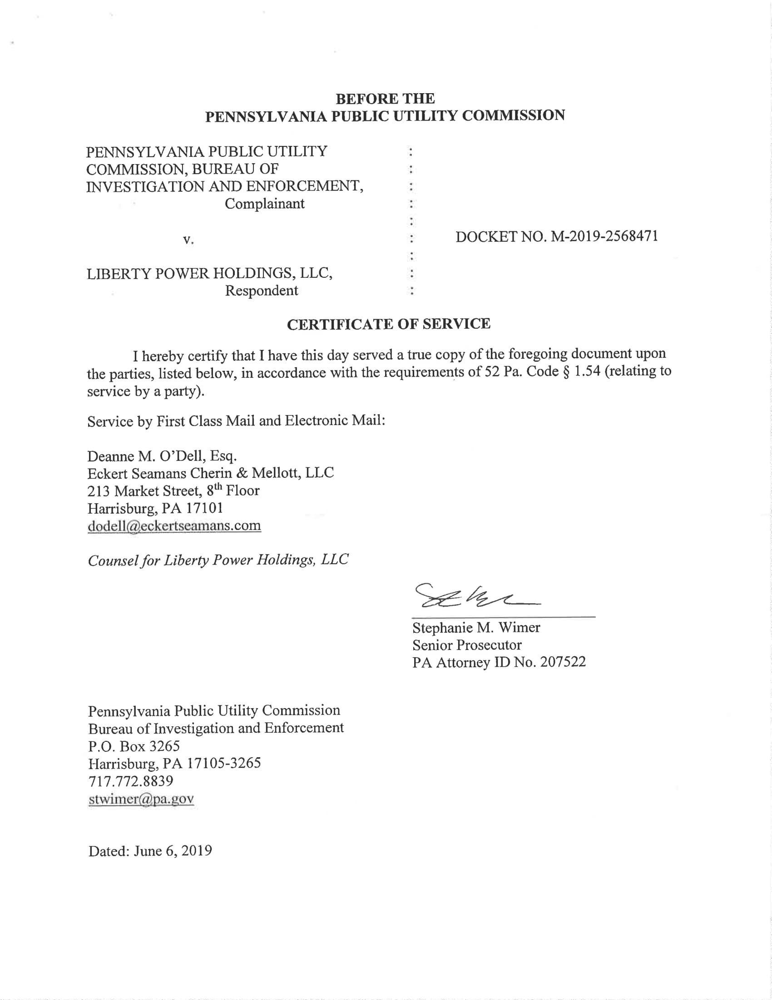 BEFORE THE
PENNSYLVANIA PUBLIC UTILITY COMMISSION
PENNSYLVANIA PUBLIC UTILITY :
COMMISSION, BUREAU OF :
INVESTIGATION AND ENFORCEMENT, :
Complainant :
:
v. : DOCKET NO. M-2019-2568471
:
LIBERTY POWER HOLDINGS, LLC, :
Respondent :
CERTIFICATE OF SERVICE
I hereby certify that I have this day served a true copy of the foregoing document upon
the parties, listed below, in accordance with the requirements of 52 Pa. Code § 1.54 (relating to
service by a party).
Service by First Class Mail and Electronic Mail:
Deanne M. O’Dell, Esq.
Eckert Seamans Cherin & Mellott, LLC
213 Market Street, 8th Floor
Harrisburg, PA 17101
dodell@eckertseamans.com
Counsel for Liberty Power Holdings, LLC
Stephanie M. Wimer
Senior Prosecutor
PA Attorney ID No. 207522
Pennsylvania Public Utility Commission
Bureau of Investigation and Enforcement
P.O. Box 3265
Harrisburg, PA 17105-3265
717.772.8839
stwimer@pa.gov
Dated: June 6, 2019